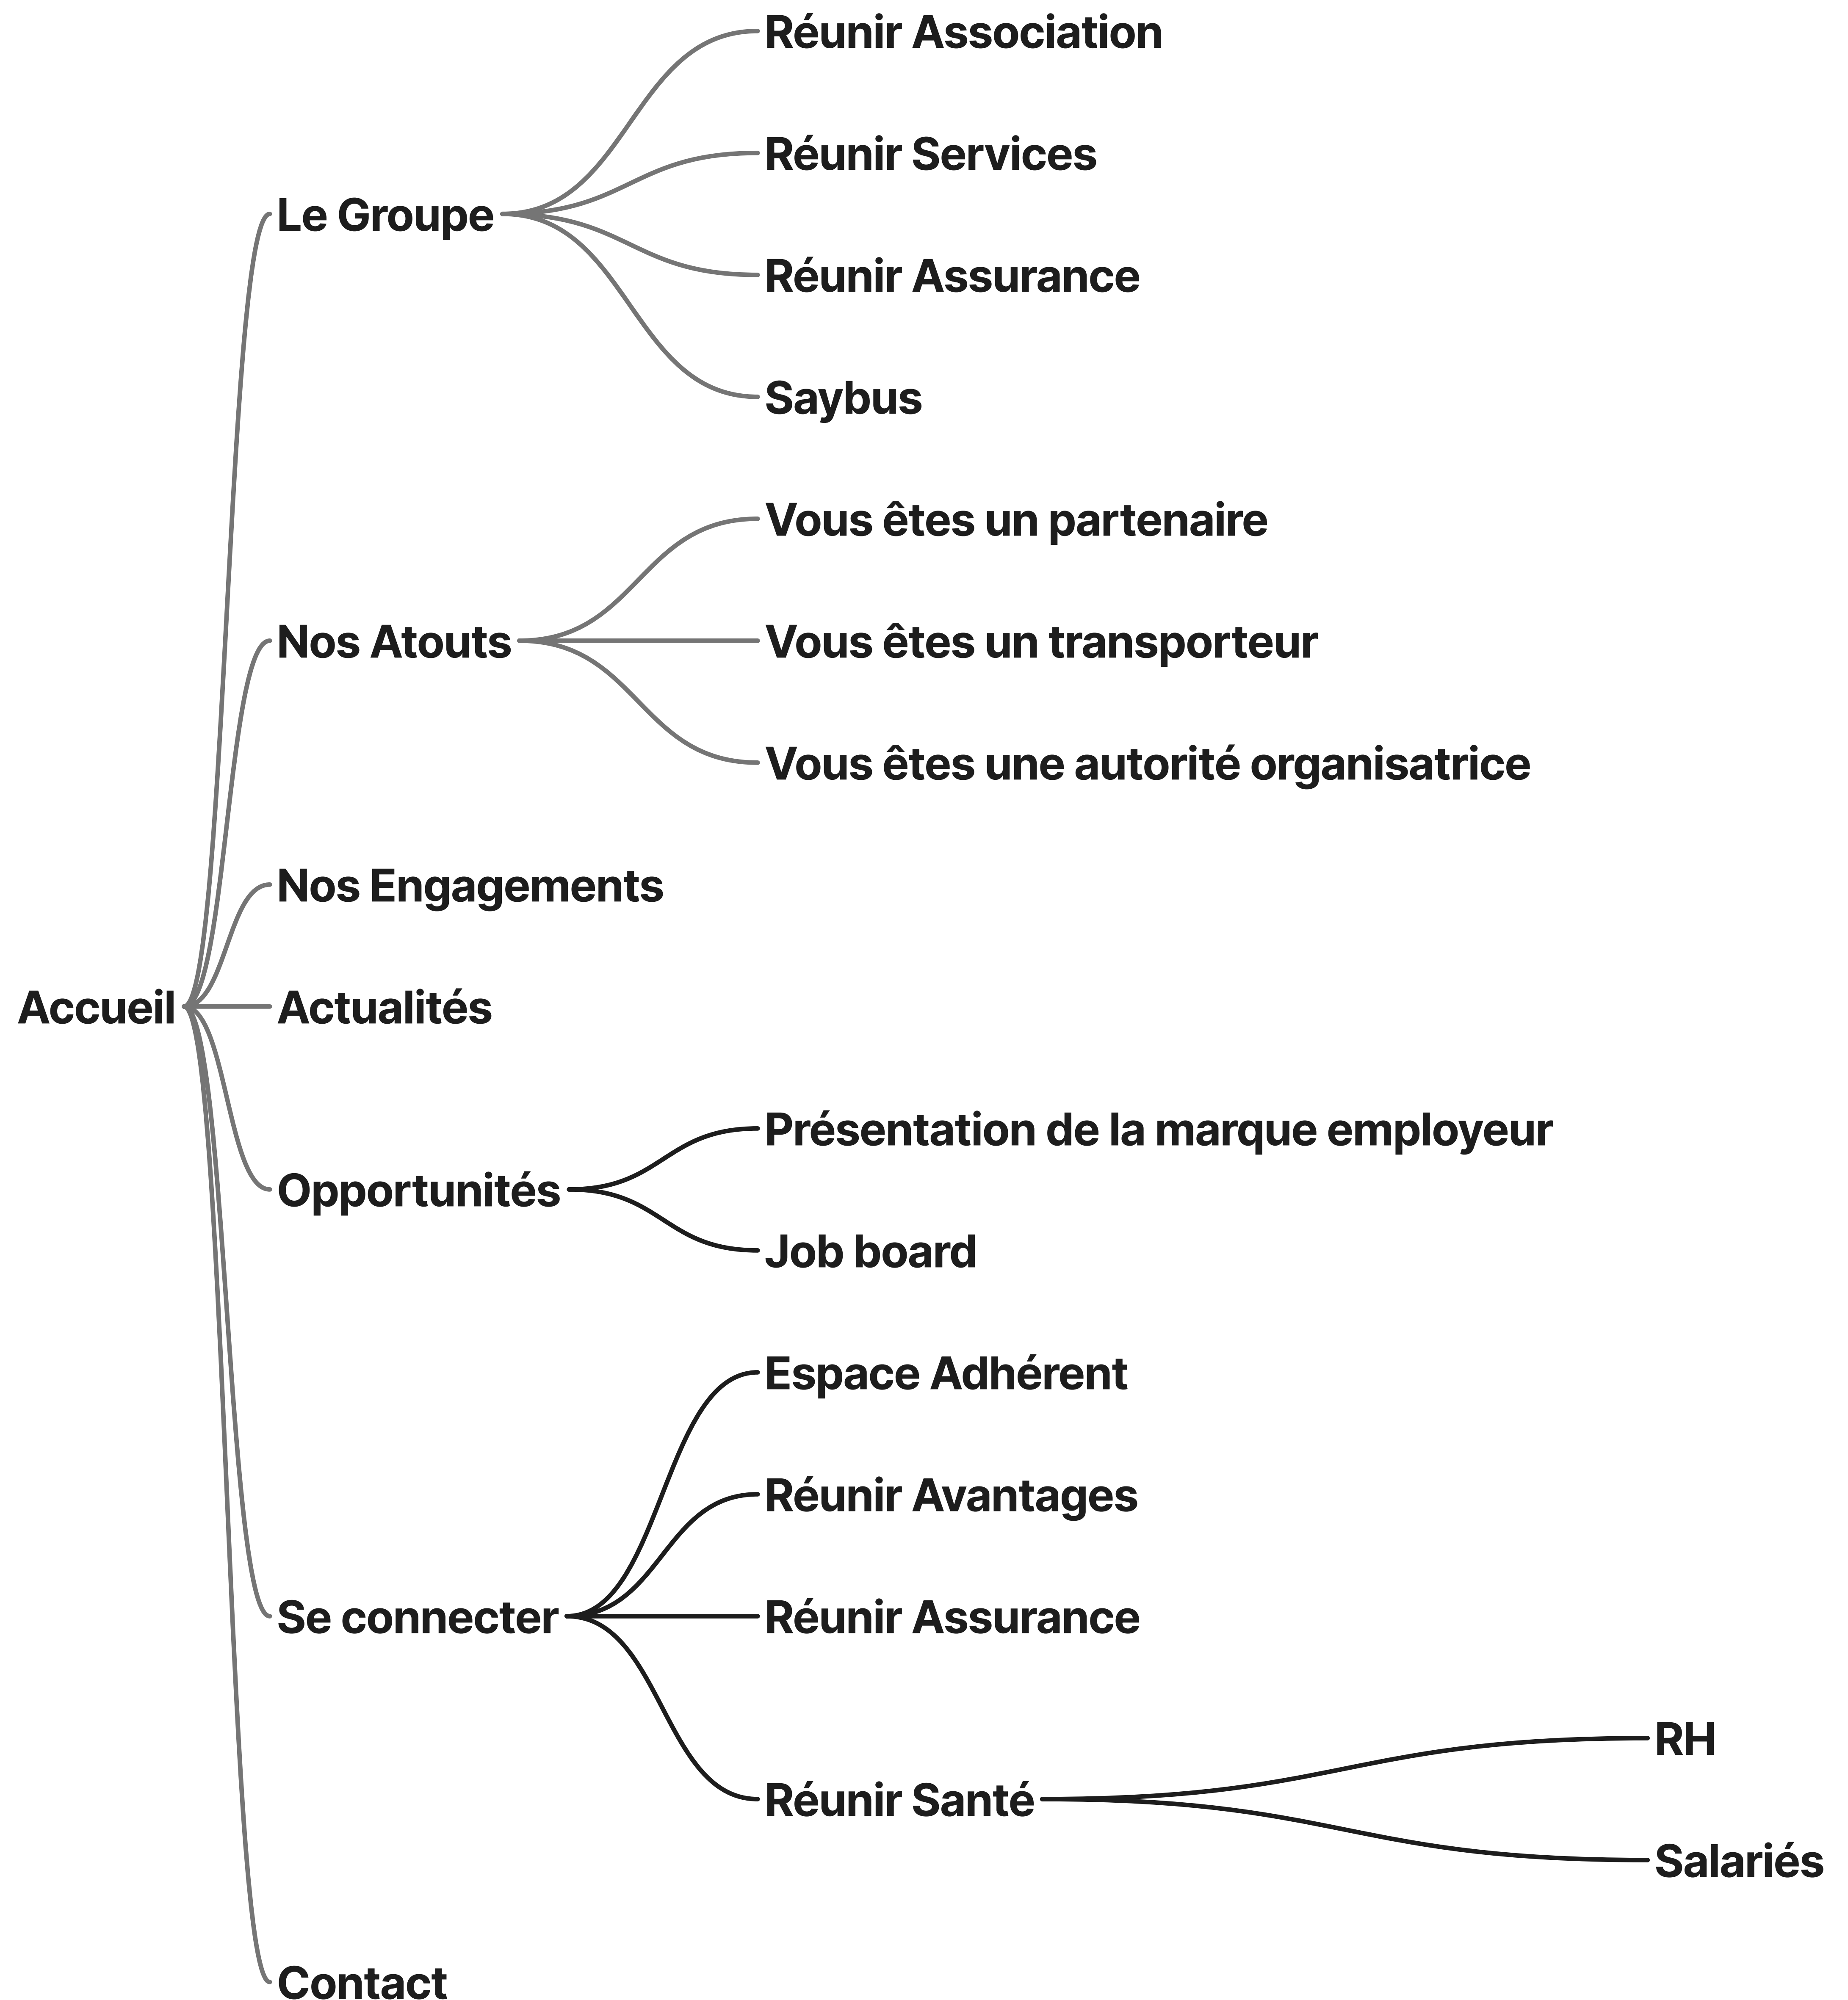 Accueil
Le Groupe
Réunir Association
Réunir Services
Réunir Assurance
Saybus
Nos Atouts
Vous êtes un partenaire
Vous êtes un transporteur
Vous êtes une autorité organisatrice
Nos Engagements
Actualités
Opportunités
Présentation de la marque employeur
Job board
Se connecter
Espace Adhérent
Réunir Avantages
Réunir Assurance
Réunir Santé
RH
Salariés
Contact